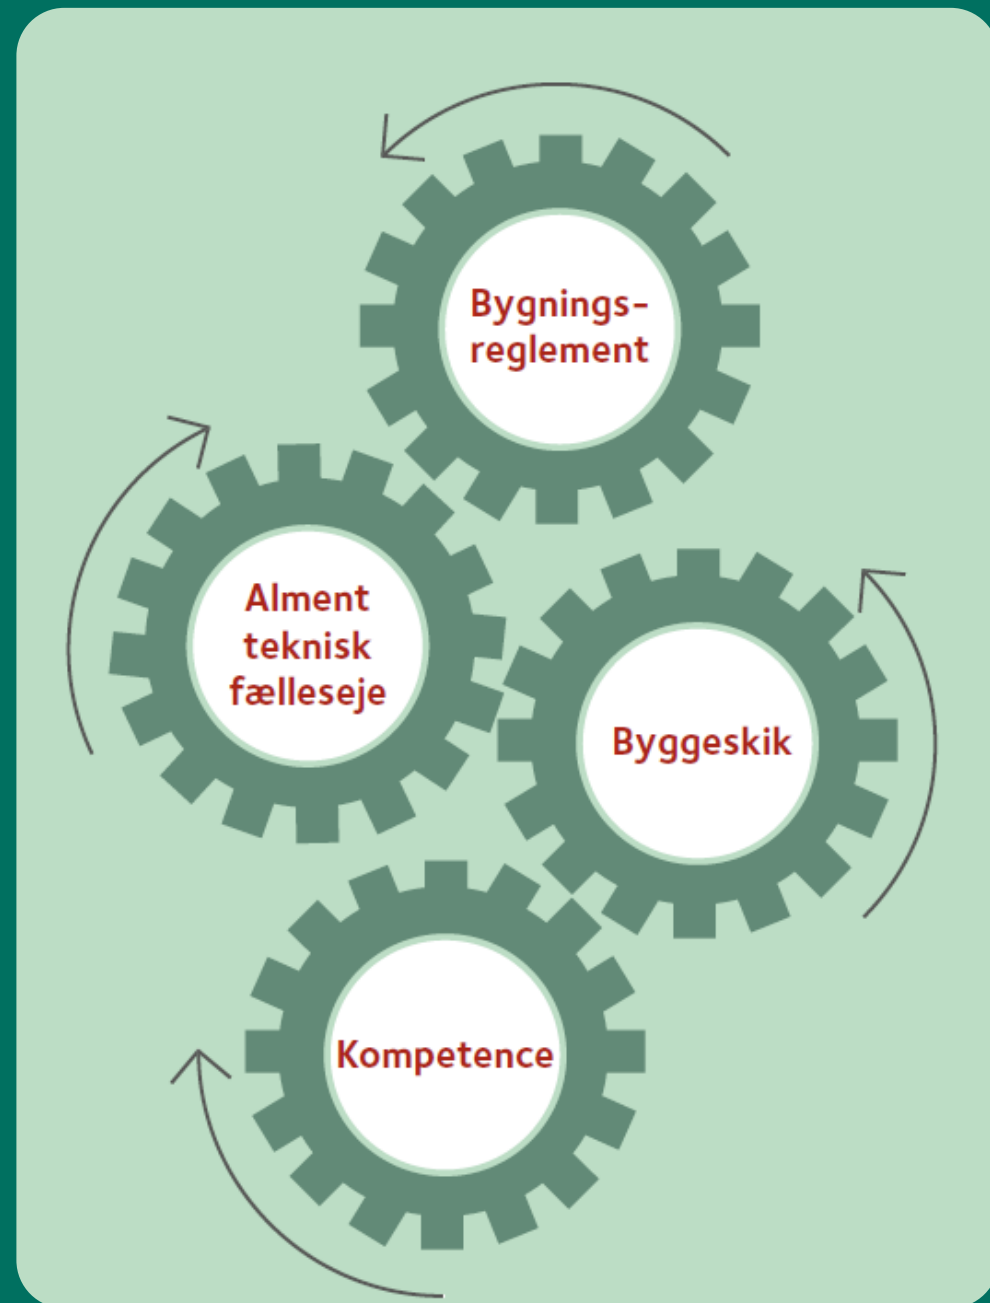 Bygnings-
reglement
Alment
teknisk
fælleseje
Byggeskik
Kompetence